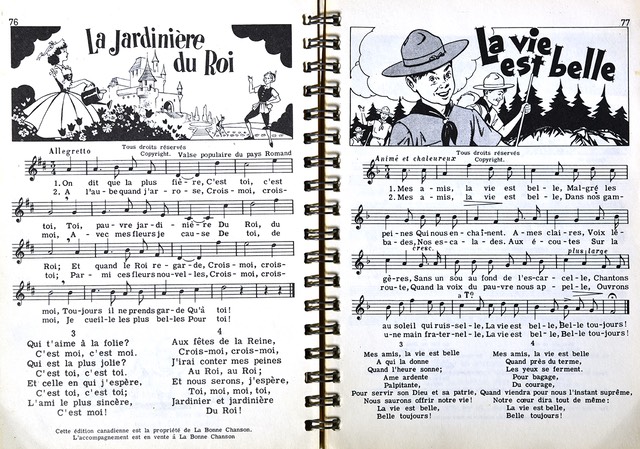 76
La Jardinière
du Roi
Allegretto
Tous droits réservés
Copyright.
Valse populaire du pays Romand
1. On dit que la plus fiè - re, C'est toi, c'est
2. A l'au - be quand j'ar - ro - se, Crois-moi, crois-
toi, Toi, pau - vre jar - di - niè - re Du Roi, du
moi, A - vec mes fleurs je cau - se De toi, de
Roi; Et quand le Roi re - gar - de, Crois-moi, crois-
toi; Par - mi ces fleurs nou - vel - les, Crois-moi, crois-
moi, Tou - jours il ne prends gar - de Qu'à toi!
moi, Je cueil - le les plus bel - les Pour toi!
3
Qui t'aime à la folie?
C'est moi, c'est moi.
Qui est la plus jolie?
C'est toi, c'est toi.
Et celle en qui j'espère,
C'est toi, c'est toi;
L'ami le plus sincère,
C'est moi!
4
Aux fêtes de la Reine,
Crois-moi, crois-moi,
J'irai conter mes peines
Au Roi, au Roi;
Et nous serons, j'espère,
Toi, moi, moi, toi,
Jardinier et jardinière
Du Roi!
Cette édition canadienne est la propriété de La Bonne Chanson.
L'accompagnement est en vente à La Bonne Chanson
77
La vie
est belle
Animé et chaleureux
Tous droits réservés
Copyright.
1. Mes a - mis, la vie est bel - le, Mal - gré les
2. Mes a - mis, la vie est bel - le, Dans nos gam -
pei - nes Qui nous en - chaî - nent. A - mes clai - res, Voix lé -
ba - des, Nos es - ca - la - des. Aux é - cou - tes Sur la
cresc.
plus large
gè - res, Sans un sou au fond de l'es - car - cel - le, Chantons
rou - te, Quand la voix du pau - vre nous ap - pel - le, Ouvrons
a Tº
au soleil qui ruis - sel - le, La vie est bel - le, Bel - le tou - jours!
u - ne main fra - ter - nel - le, La vie est bel - le, Bel - le tou - jours!
3
Mes amis, la vie est belle
A qui la donne
Quand l'heure sonne;
Ame ardente
Palpitante,
Pour servir son Dieu et sa patrie,
Nous saurons offrir notre vie!
La vie est belle,
Belle toujours!
4
Mes amis, la vie est belle
Quand près du terme,
Les yeux se ferment.
Pour bagage,
Du courage,
Quand viendra pour nous l'instant suprême,
Notre cœur dira tout de même:
La vie est belle,
Belle toujours!